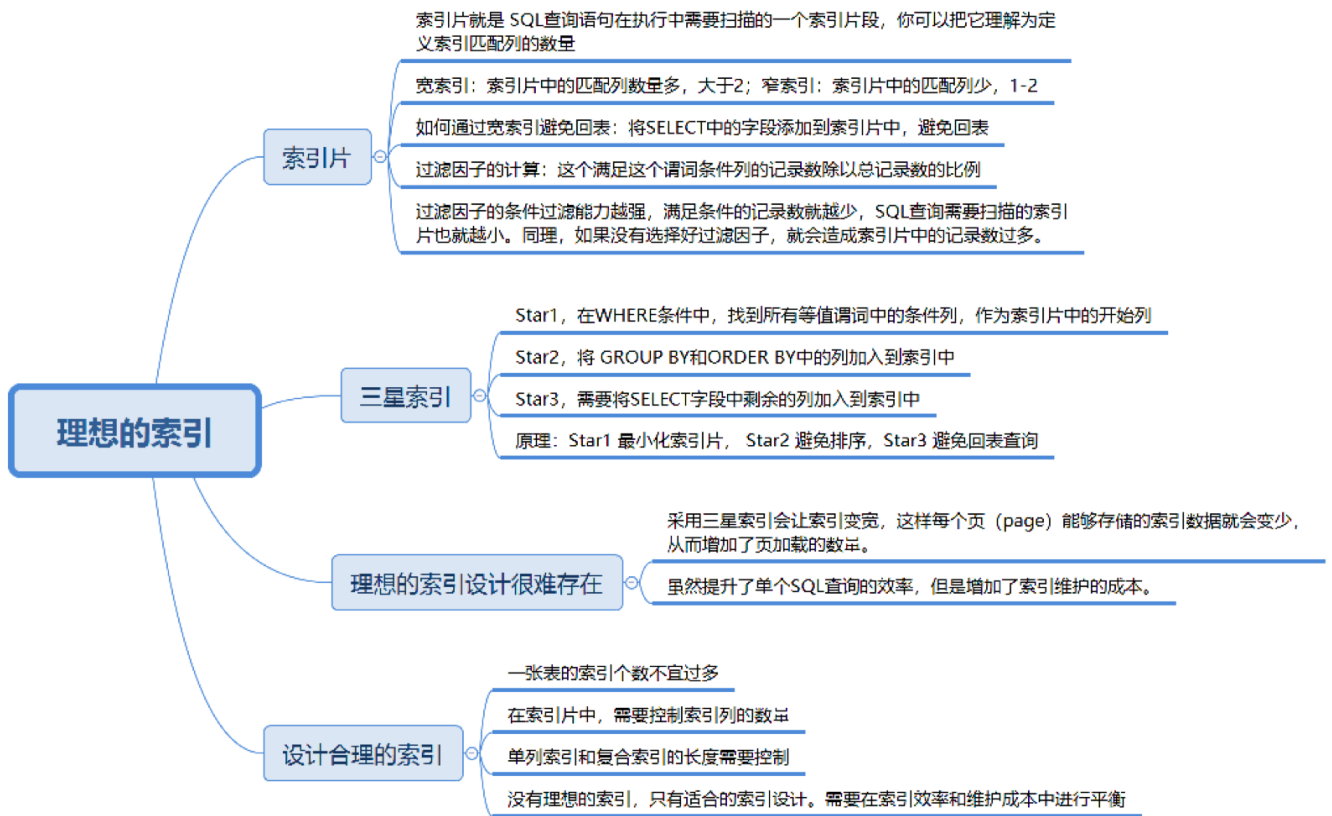 索引片就是 SQL查询语句在执行中需要扫描的一个索引片段，你可以把它理解为定
义索引匹配列的数量
宽索引：索引片中的匹配列数量多，大于2；窄索引：索引片中的匹配列少，1-2
如何通过宽索引避免回表：将SELECT中的字段添加到索引片中，避免回表
索引片
过滤因子的计算：这个满足这个谓词条件列的记录数除以总记录数的比例
过滤因子的条件过滤能力越强，满足条件的记录数就越少，SQL查询需要扫描的索引
片也就越小。同理，如果没有选择好过滤因子，就会造成索引片中的记录数过多。
Star1，在WHERE条件中，找到所有等值谓词中的条件列，作为索引片中的开始列
Star2，将 GROUP BY和ORDER BY中的列加入到索引中
三星索引
Star3，需要将SELECT字段中剩余的列加入到索引中
原理：Star1 最小化索引片， Star2 避免排序，Star3 避免回表查询
理想的索引
采用三星索引会让索引变宽，这样每个页（page）能够存储的索引数据就会变少，
从而增加了页加载的数量。
理想的索引设计很难存在
虽然提升了单个SQL查询的效率，但是增加了索引维护的成本。
一张表的索引个数不宜过多
在索引片中，需要控制索引列的数量
设计合理的索引
单列索引和复合索引的长度需要控制
没有理想的索引，只有适合的索引设计。需要在索引效率和维护成本中进行平衡